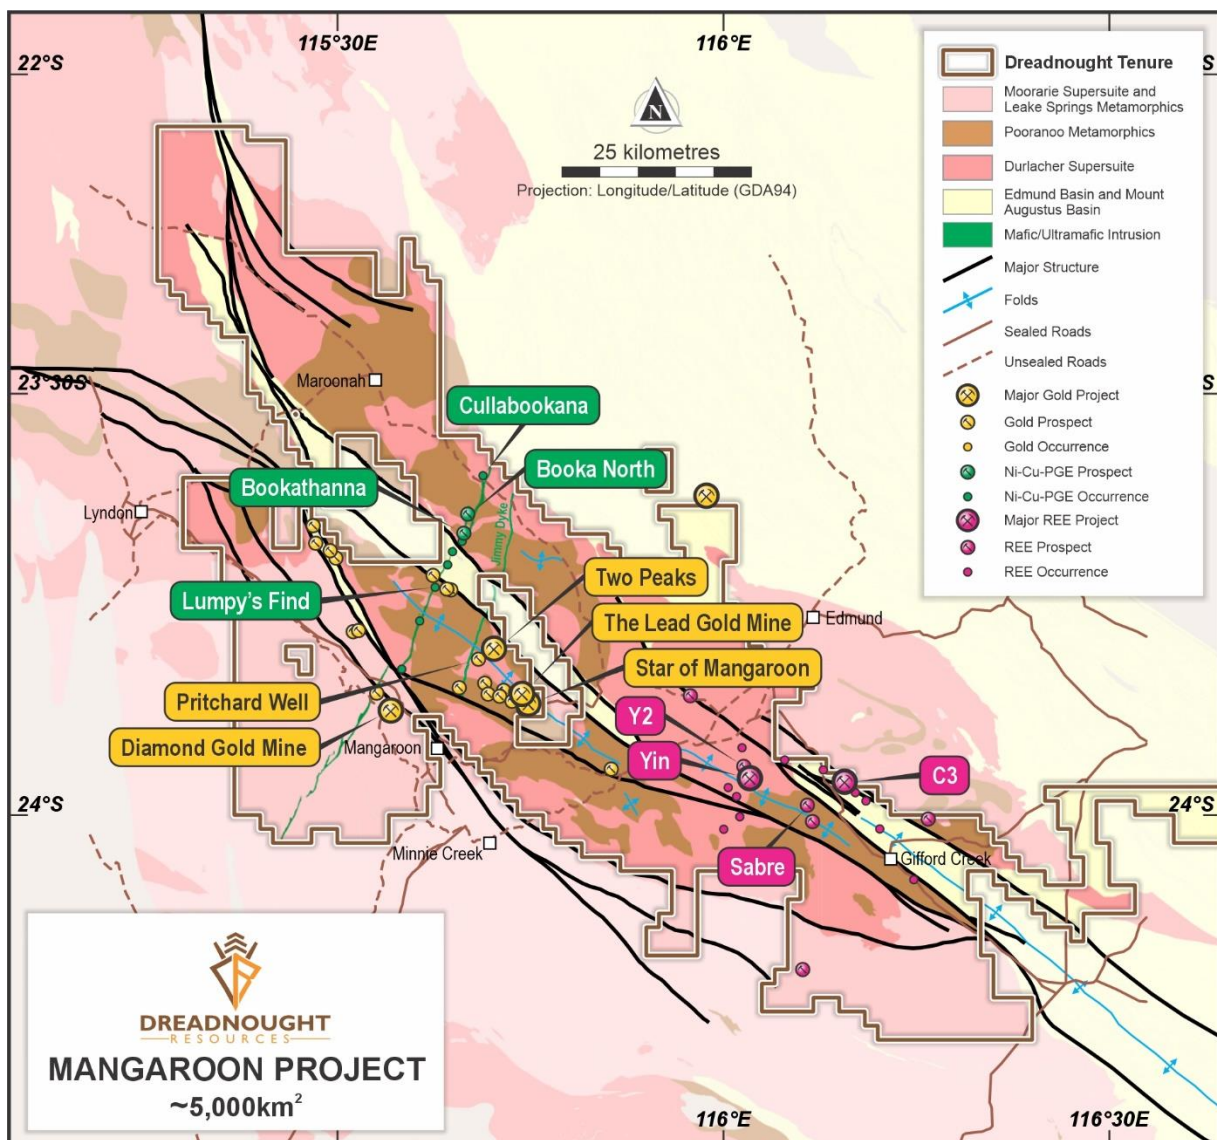 115°30'E
116°E
22°S
S
N
25 kilometres
Projection: Longitude/Latitude (GDA94)
Dreadnought Tenure
Moorarie Supersuite and
Leake Springs Metamorphics
Pooranoo Metamorphics
Durlacher Supersuite
Edmund Basin and Mount
Augustus Basin
Mafic/Ultramafic Intrusion
Major Structure
Folds
Sealed Roads
Unsealed Roads
Major Gold Project
Gold Prospect
Gold Occurrence
Ni-Cu-PGE Prospect
Ni-Cu-PGE Occurrence
Major REE Project
REE Prospect
REE Occurrence
23°30'S
S
Maroonah
Cullabookana
Booka North
Bookathanna
Lyndon
Jimmy Dyke
Two Peaks
Lumpy's Find
The Lead Gold Mine
Edmund
Star of Mangaroon
Pritchard Well
Y2
Diamond Gold Mine
Mangaroon
Yin
C3
24°S
24°S
Minnie Creek
Sabre
Gifford Creek
DREADNOUGHT
RESOURCES
MANGAROON PROJECT
~5,000km²
116°E
116°30'E